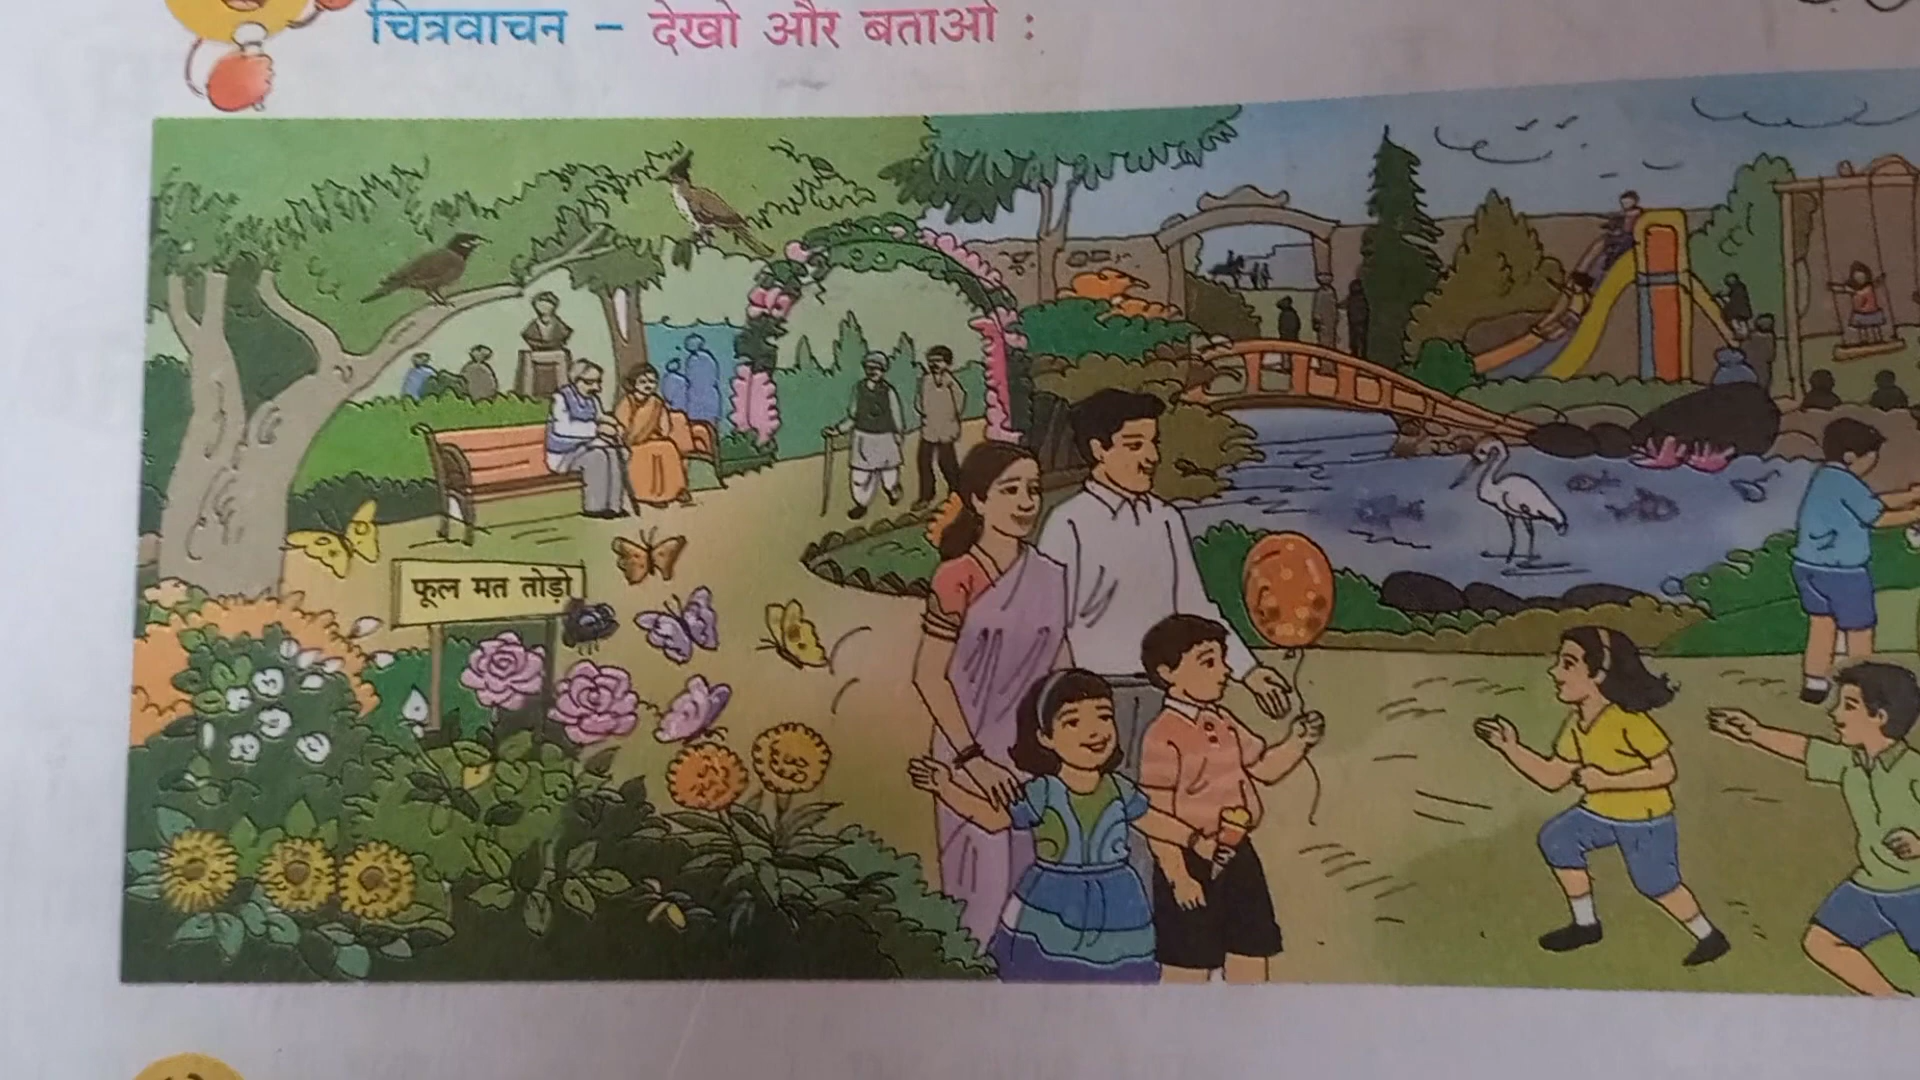 चित्रवाचन – देखो और बताओ :
फूल मत तोड़ो